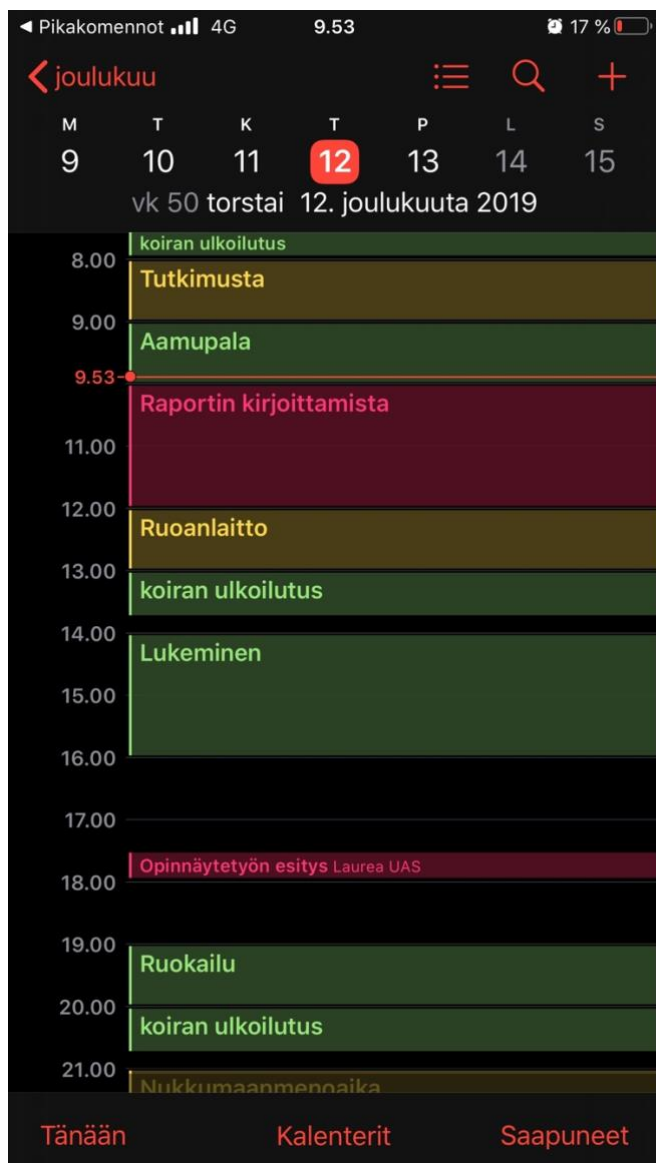 Pikakomennot 4G 9.53 17 %
joulukuu
M T K T P L S
9 10 11 12 13 14 15
vk 50 torstai 12. joulukuuta 2019
koiran ulkoilutus
8.00
Tutkimusta
9.00
Aamupala
9.53
Raportin kirjoittamista
11.00
12.00
Ruoanlaitto
13.00
koiran ulkoilutus
14.00
Lukeminen
15.00
16.00
17.00
Opinnäytetyön esitys Laurea UAS
18.00
19.00
Ruokailu
20.00
koiran ulkoilutus
21.00
Nukkumaanmenoaika
Tänään Kalenterit Saapuneet